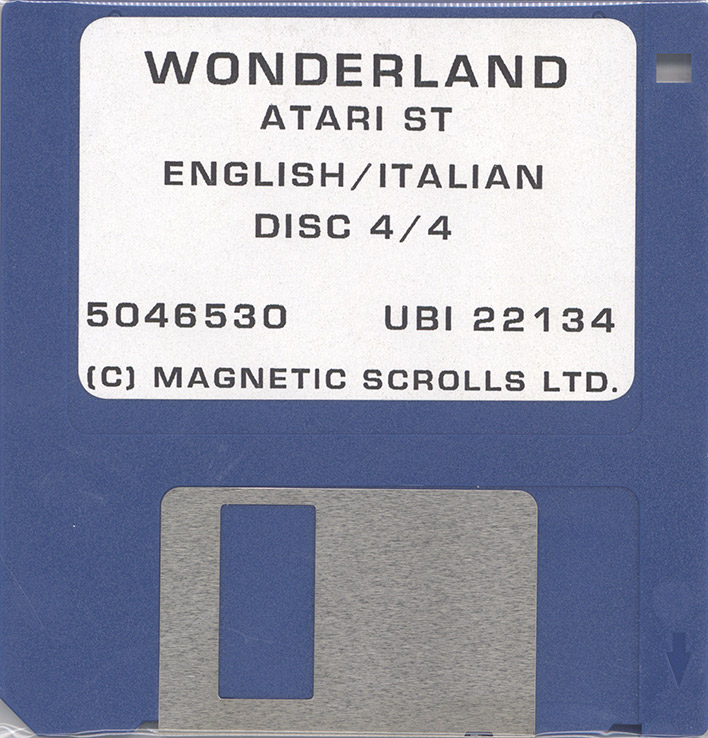 WONDERLAND
ATARI ST
ENGLISH/ITALIAN
DISC 4/4
5046530 UBI 22134
(C) MAGNETIC SCROLLS LTD.